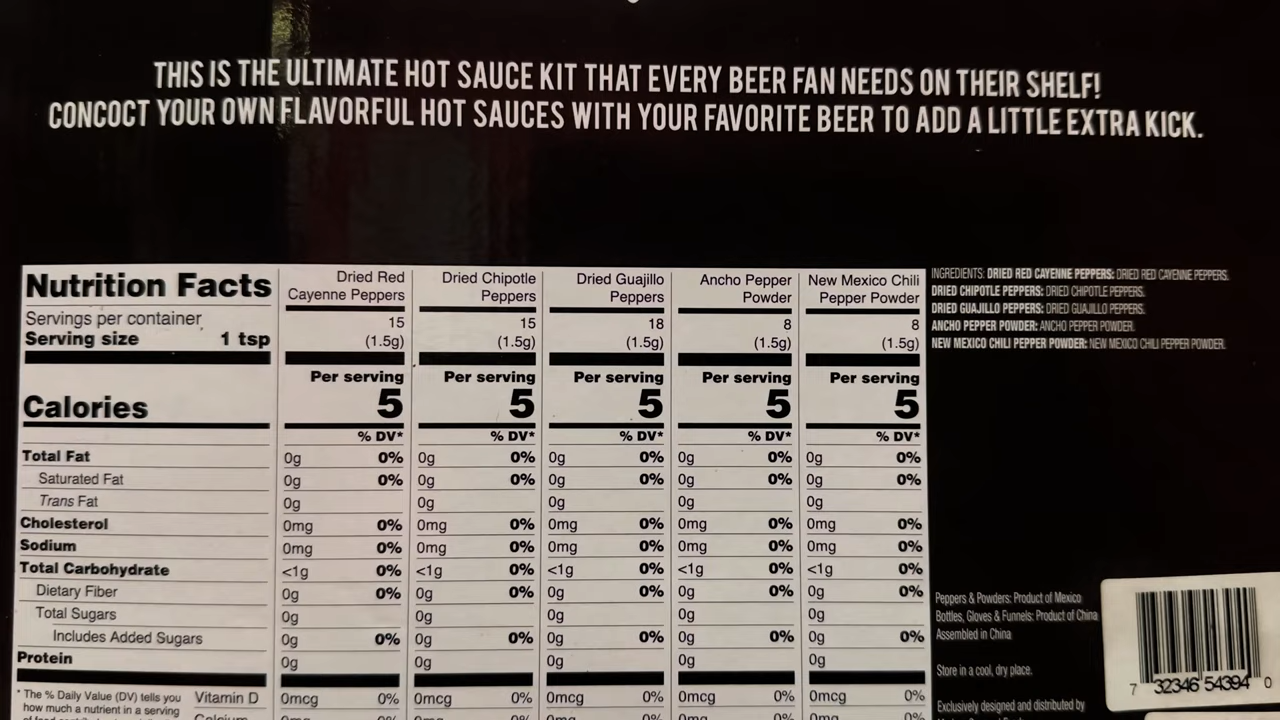 THIS IS THE ULTIMATE HOT SAUCE KIT THAT EVERY BEER FAN NEEDS ON THEIR SHELF!
CONCOCT YOUR OWN FLAVORFUL HOT SAUCES WITH YOUR FAVORITE BEER TO ADD A LITTLE EXTRA KICK.
Nutrition Facts
Servings per container
Serving size 1 tsp
Dried Red Cayenne Peppers
Dried Chipotle Peppers
Dried Guajillo Peppers
Ancho Pepper Powder
New Mexico Chili Pepper Powder
15 15 18 8 8
(1.5g) (1.5g) (1.5g) (1.5g) (1.5g)
Per serving Per serving Per serving Per serving Per serving
Calories 5 5 5 5 5
% DV* % DV* % DV* % DV* % DV*
Total Fat 0g 0% 0g 0% 0g 0% 0g 0% 0g 0%
Saturated Fat 0g 0% 0g 0% 0g 0% 0g 0% 0g 0%
Trans Fat 0g 0g 0g 0g 0g
Cholesterol 0mg 0% 0mg 0% 0mg 0% 0mg 0% 0mg 0%
Sodium 0mg 0% 0mg 0% 0mg 0% 0mg 0% 0mg 0%
Total Carbohydrate <1g 0% <1g 0% <1g 0% <1g 0% <1g 0%
Dietary Fiber 0g 0% 0g 0% 0g 0% 0g 0% 0g 0%
Total Sugars 0g 0g 0g 0g 0g
Includes Added Sugars 0g 0% 0g 0% 0g 0% 0g 0% 0g 0%
Protein 0g 0g 0g 0g 0g
* The % Daily Value (DV) tells you
how much a nutrient in a serving
Vitamin D 0mcg 0% 0mcg 0% 0mcg 0% 0mcg 0% 0mcg 0%
INGREDIENTS: DRIED RED CAYENNE PEPPERS: DRIED RED CAYENNE PEPPERS.
DRIED CHIPOTLE PEPPERS: DRIED CHIPOTLE PEPPERS.
DRIED GUAJILLO PEPPERS: DRIED GUAJILLO PEPPERS.
ANCHO PEPPER POWDER: ANCHO PEPPER POWDER.
NEW MEXICO CHILI PEPPER POWDER: NEW MEXICO CHILI PEPPER POWDER.
Peppers & Powders: Product of Mexico
Bottles, Gloves & Funnels: Product of China
Assembled in China
Store in a cool, dry place.
Exclusively designed and distributed by
7 32346 54394 0